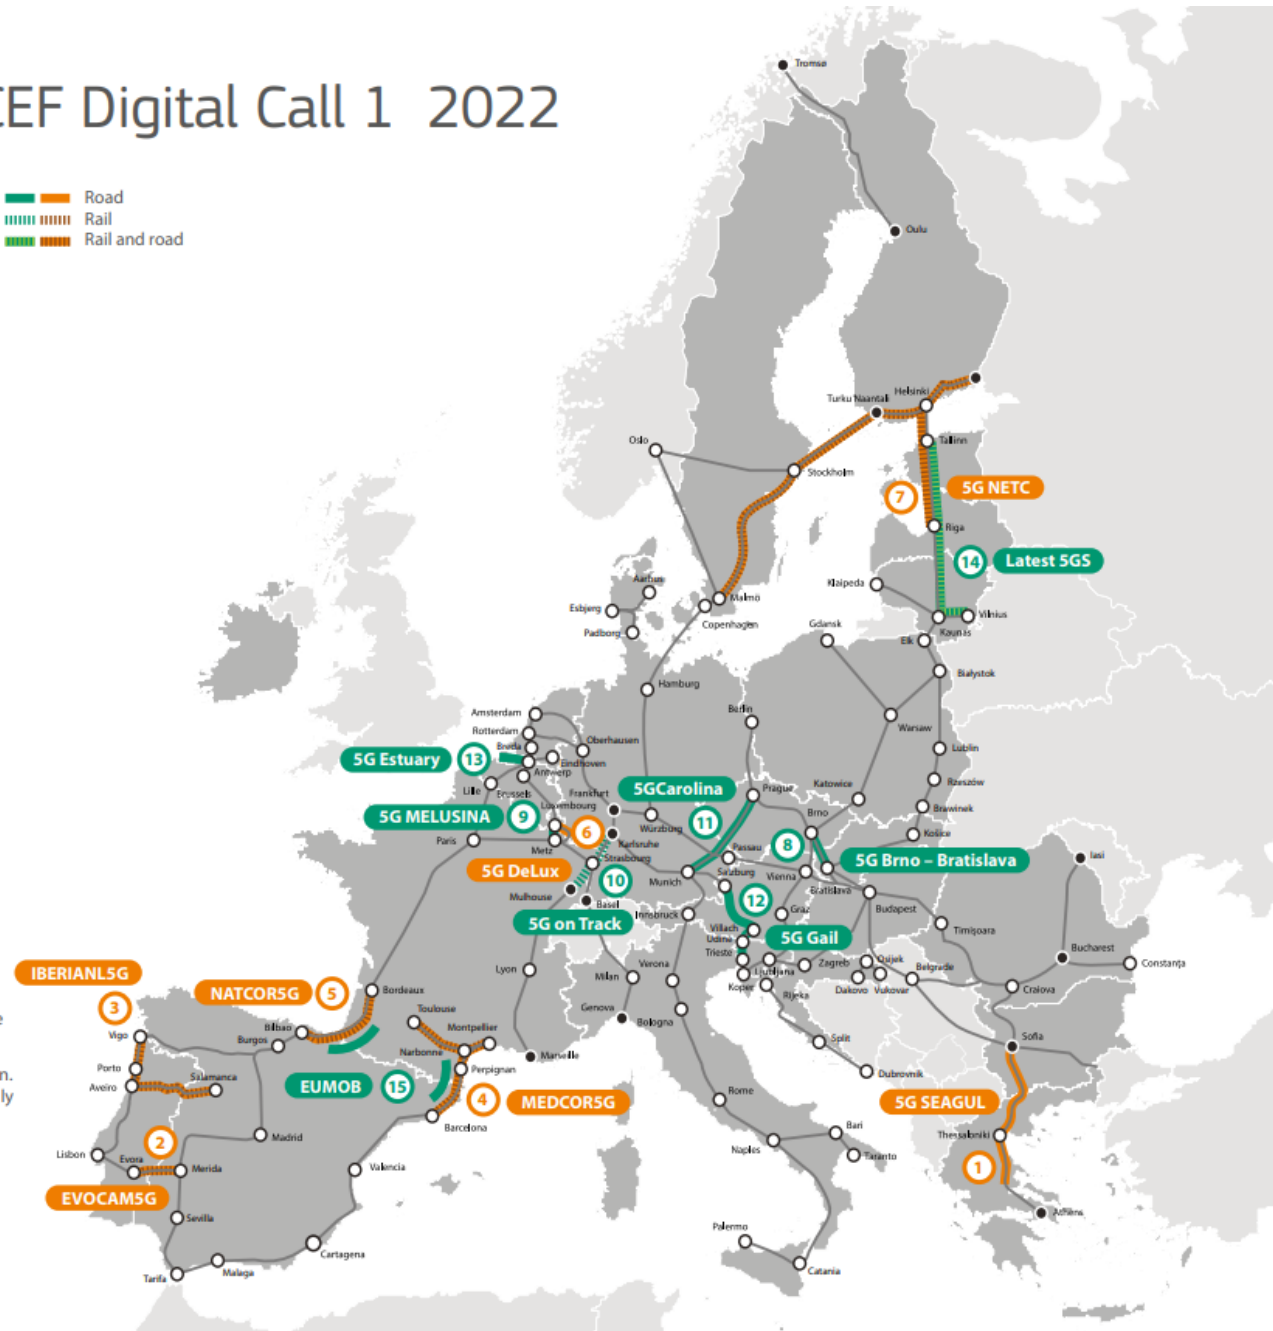 CEF Digital Call 1 2022
Road
Rail
Rail and road
Tromsø
Oulu
Helsinki
Turku Naantali
Tallinn
Oslo
Stockholm
7
5G NETC
Riga
14
Latest 5GS
Klaipeda
Aarhus
Malmö
Esbjerg
Vilnius
Copenhagen
Gdansk
Kaunas
Padborg
Elk
Białystok
Hamburg
Berlin
Amsterdam
Warsaw
Rotterdam
Oberhausen
Breda
Lublin
5G Estuary
13
Eindhoven
Antwerp
Rzeszów
Lille
Brussels
Frankfurt
5GCarolina
Prague
Katowice
Luxembourg
Brawinek
5G MELUSINA
9
6
Würzburg
11
Brno
Košice
Paris
Metz
Karlsruhe
8
Passau
Iasi
Strasbourg
5G Brno – Bratislava
5G DeLux
10
Munich
Salzburg
Vienna
Bratislava
Mulhouse
Basel
12
Budapest
5G on Track
Innsbruck
Graz
Timişoara
Villach
5G Gail
Udine
Bucharest
Trieste
IBERIANL5G
Lyon
Milan
Verona
Ljubljana
Zagreb
Osijek
Belgrade
Constanţa
NATCOR5G
5
Bordeaux
Koper
Rijeka
Dakovo
Vukovar
Craiova
3
Toulouse
Genova
Bologna
e
Vigo
Bilbao
Montpellier
Burgos
Split
Sofia
Narbonne
Marseille
Porto
Perpignan
n.
Aveiro
Salamanca
EUMOB
15
Dubrovnik
ly
4
MEDCOR5G
Rome
5G SEAGUL
Barcelona
2
Madrid
Bari
Thessaloniki
Lisbon
Evora
Merida
Valencia
Naples
Taranto
1
EVOCAM5G
Sevilla
Athens
Palermo
Cartagena
Tarifa
Malaga
Catania